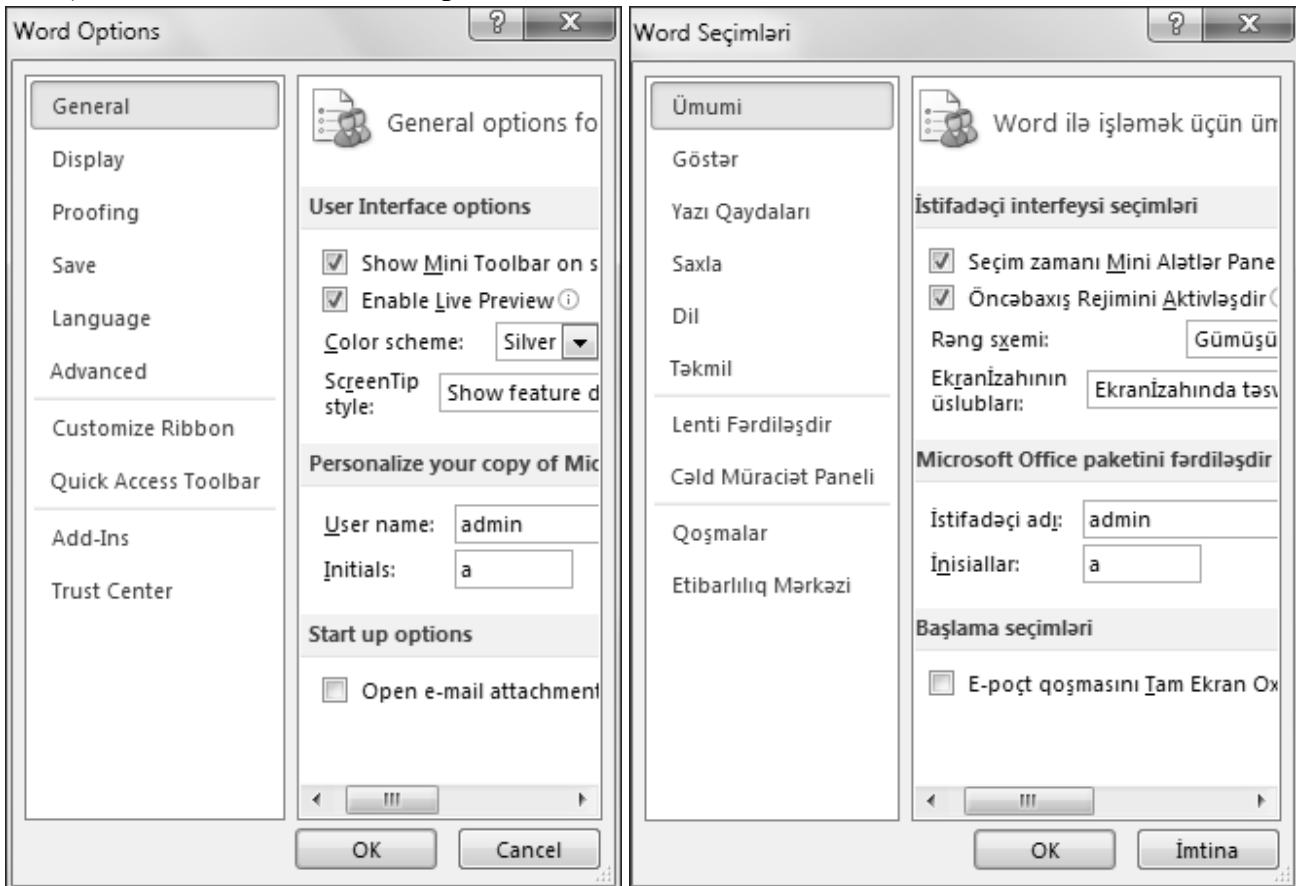 Word Options
General
Display
Proofing
Save
Language
Advanced
Customize Ribbon
Quick Access Toolbar
Add-Ins
Trust Center
General options fo
User Interface options
Show Mini Toolbar on s
Enable Live Preview
Color scheme: Silver
ScreenTip
style: Show feature d
Personalize your copy of Mic
User name: admin
Initials: a
Start up options
Open e-mail attachment
OK Cancel
Word Seçimləri
Ümumi
Göstər
Yazı Qaydaları
Saxla
Dil
Təkmil
Lenti Fərdiləşdir
Cəld Müraciət Paneli
Qoşmalar
Etibarlılıq Mərkəzi
Word ilə işləmək üçün üm
İstifadəçi interfeysi seçimləri
Seçim zamanı Mini Alətlər Pane
Öncəbaxış Rejimini Aktivləşdir
Rəng sxemi: Gümüşü
Ekranİzahının
üslubları: Ekranİzahında təsv
Microsoft Office paketini fərdiləşdir
İstifadəçi adı: admin
İnisiallar: a
Başlama seçimləri
E-poçt qoşmasını Tam Ekran Ox
OK İmtina